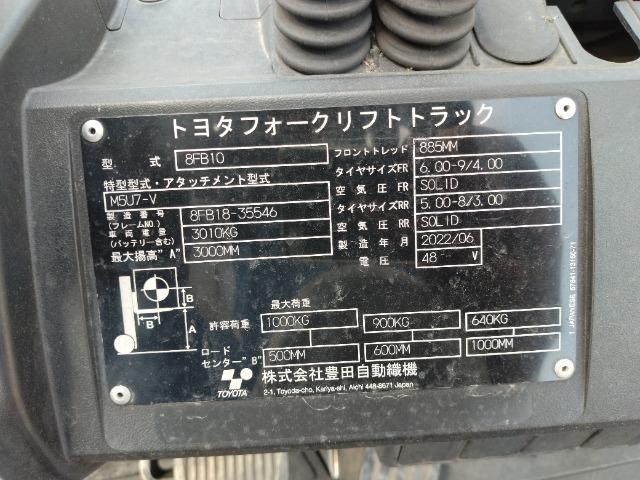 トヨタフォークリフトトラック
型式 8FB10
特型型式・アタッチメント型式
M5U7-V
製造番号 (フレームNO.) 8FB18-35546
車両重量 (バッテリー含む) 3010KG
最大揚高"A" 3000MM
フロントトレッド 885MM
タイヤサイズFR 6.00-9/4.00
空気圧FR SOLID
タイヤサイズRR 5.00-8/3.00
空気圧RR SOLID
製造年月 2022/06
電圧 48 V
B
B
A
最大荷重
許容荷重 1000KG 900KG 640KG
ロードセンター"B" 500MM 600MM 1000MM
TOYOTA
株式会社豊田自動織機
2-1, Toyoda-cho, Kariya-shi, Aichi 448-8671 Japan